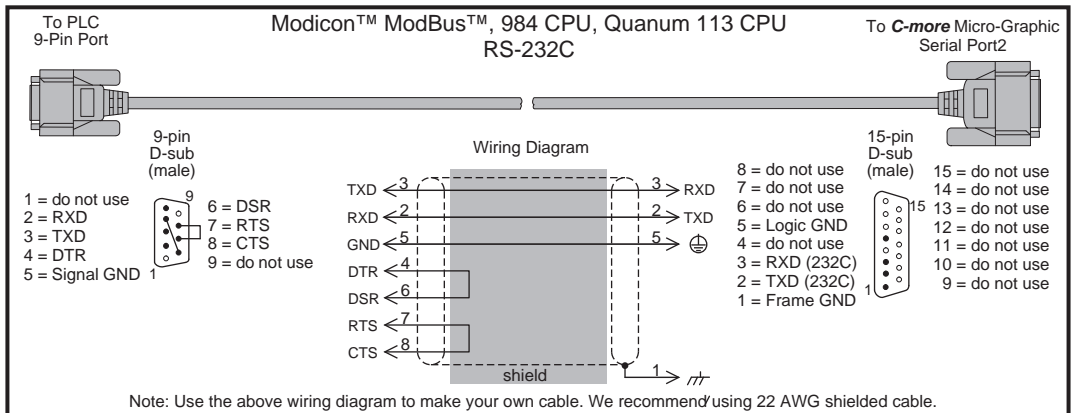 To PLC
9-Pin Port
Modicon™ ModBus™, 984 CPU, Quanum 113 CPU
RS-232C
To C-more Micro-Graphic
Serial Port2
9-pin
D-sub
(male)
1 = do not use
2 = RXD
3 = TXD
4 = DTR
5 = Signal GND
9
1
6 = DSR
7 = RTS
8 = CTS
9 = do not use
Wiring Diagram
TXD 3 3 RXD
RXD 2 2 TXD
GND 5 5
DTR 4
DSR 6
RTS 7
CTS 8
shield
1
8 = do not use
7 = do not use
6 = do not use
5 = Logic GND
4 = do not use
3 = RXD (232C)
2 = TXD (232C)
1 = Frame GND
15-pin
D-sub
(male)
15
1
15 = do not use
14 = do not use
13 = do not use
12 = do not use
11 = do not use
10 = do not use
9 = do not use
Note: Use the above wiring diagram to make your own cable. We recommend using 22 AWG shielded cable.